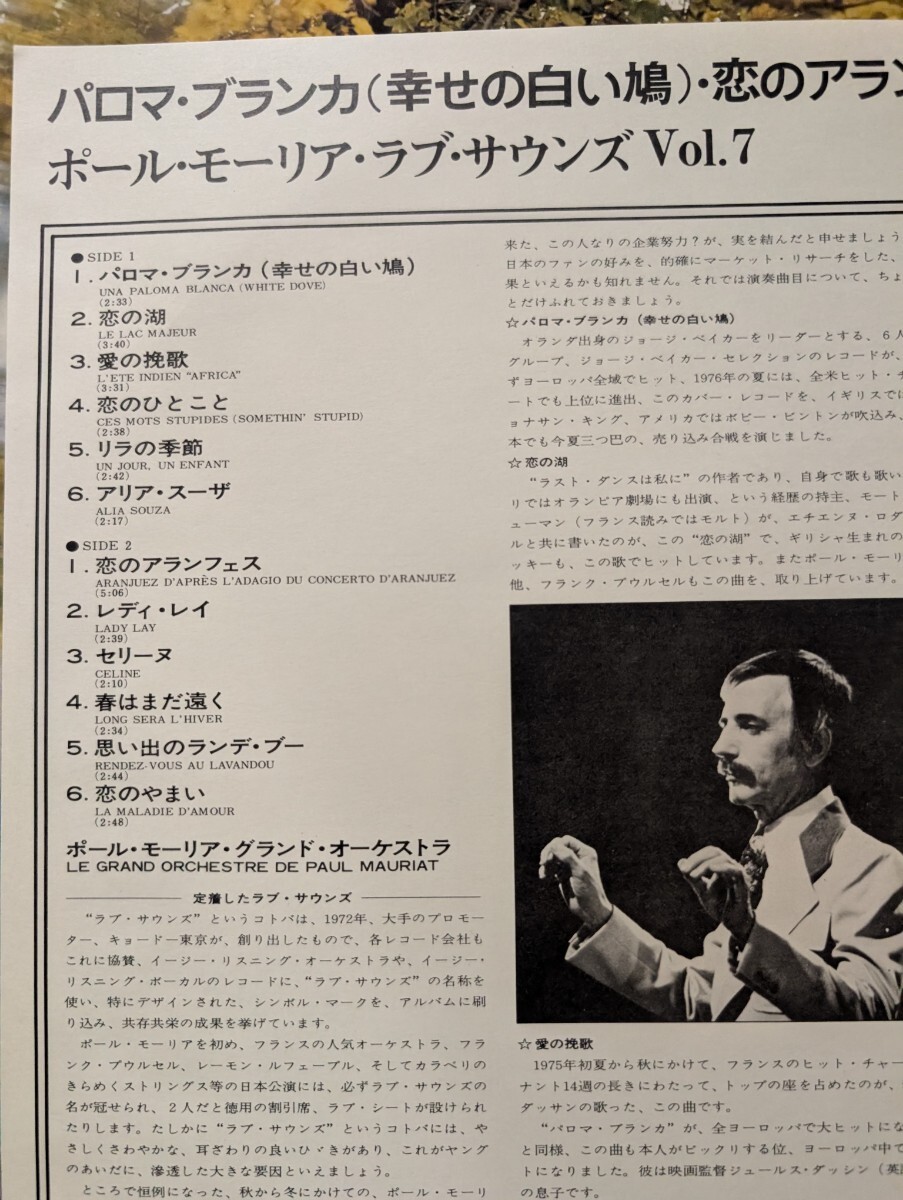 パロマ・ブランカ(幸せの白い鳩)・恋のアラン
ポール・モーリア・ラブ・サウンズ Vol.7
●SIDE 1
1. パロマ・ブランカ(幸せの白い鳩)
UNA PALOMA BLANCA (WHITE DOVE)
(2:33)
2. 恋の湖
LE LAC MAJEUR
(3:40)
3. 愛の挽歌
L'ETE INDIEN “AFRICA”
(3:31)
4. 恋のひとこと
CES MOTS STUPIDES (SOMETHIN' STUPID)
(2:38)
5. リラの季節
UN JOUR, UN ENFANT
(2:42)
6. アリア・スーザ
ALIA SOUZA
(2:17)
●SIDE 2
1. 恋のアランフェス
ARANJUEZ D'APRÈS L'ADAGIO DU CONCERTO D'ARANJUEZ
(5:06)
2. レディ・レイ
LADY LAY
(2:39)
3. セリーヌ
CELINE
(2:10)
4. 春はまだ遠く
LONG SERA L'HIVER
(2:34)
5. 思い出のランデ・ブー
RENDEZ-VOUS AU LAVANDOU
(2:44)
6. 恋のやまい
LA MALADIE D'AMOUR
(2:48)
ポール・モーリア・グランド・オーケストラ
LE GRAND ORCHESTRE DE PAUL MAURIAT
定着したラブ・サウンズ
“ラブ・サウンズ”というコトバは、1972年、大手のプロモー
ター、キョードー東京が、創り出したもので、各レコード会社も
これに協賛、イージー・リスニング・オーケストラや、イージー・
リスニング・ボーカルのレコードに、“ラブ・サウンズ”の名称を
使い、特にデザインされた、シンボル・マークを、アルバムに刷
り込み、共存共栄の成果を挙げています。
ポール・モーリアを初め、フランスの人気オーケストラ、フラ
ンク・プウルセル、レーモン・ルフェーブル、そしてカラベリの
きらめくストリングス等の日本公演には、必ずラブ・サウンズの
名が冠せられ、2人だと徳用の割引席、ラブ・シートが設けられ
たりします。たしかに“ラブ・サウンズ”というコトバには、や
さしくさわやかな、耳ざわりの良いひゞきがあり、これがヤング
のあいだに、滲透した大きな要因といえましょう。
ところで恒例になった、秋から冬にかけての、ポール・モーリ
来た、この人なりの企業努力?が、実を結んだと申せましょう
日本のファンの好みを、的確にマーケット・リサーチをした、
果といえるかも知れません。それでは演奏曲目について、ちょ
とだけふれておきましょう。
☆パロマ・ブランカ(幸せの白い鳩)
オランダ出身のジョージ・ベイカーをリーダーとする、6人
グループ、ジョージ・ベイカー・セレクションのレコードが、
ずヨーロッパ全域でヒット、1976年の夏には、全米ヒット・チ
ートでも上位に進出、このカバー・レコードを、イギリスでは
ョナサン・キング、アメリカではボビー・ビントンが吹込み、
本でも今夏三つ巴の、売り込み合戦を演じました。
☆恋の湖
“ラスト・ダンスは私に”の作者であり、自身で歌も歌い
リではオランピア劇場にも出演、という経歴の持主、モート
ューマン(フランス読みではモルト)が、エチエンヌ・ロダ
ルと共に書いたのが、この“恋の湖”で、ギリシャ生まれの
ッキーも、この歌でヒットしています。またポール・モーリ
他、フランク・プウルセルもこの曲を、取り上げています。
☆愛の挽歌
1975年初夏から秋にかけて、フランスのヒット・チャー
ナント14週の長きにわたって、トップの座を占めたのが、
ダッサンの歌った、この曲です。
“パロマ・ブランカ”が、全ヨーロッパで大ヒットにな
と同様、この曲も本人がビックリする位、ヨーロッパ中で
トになりました。彼は映画監督ジュールス・ダッシン(英
の息子です。